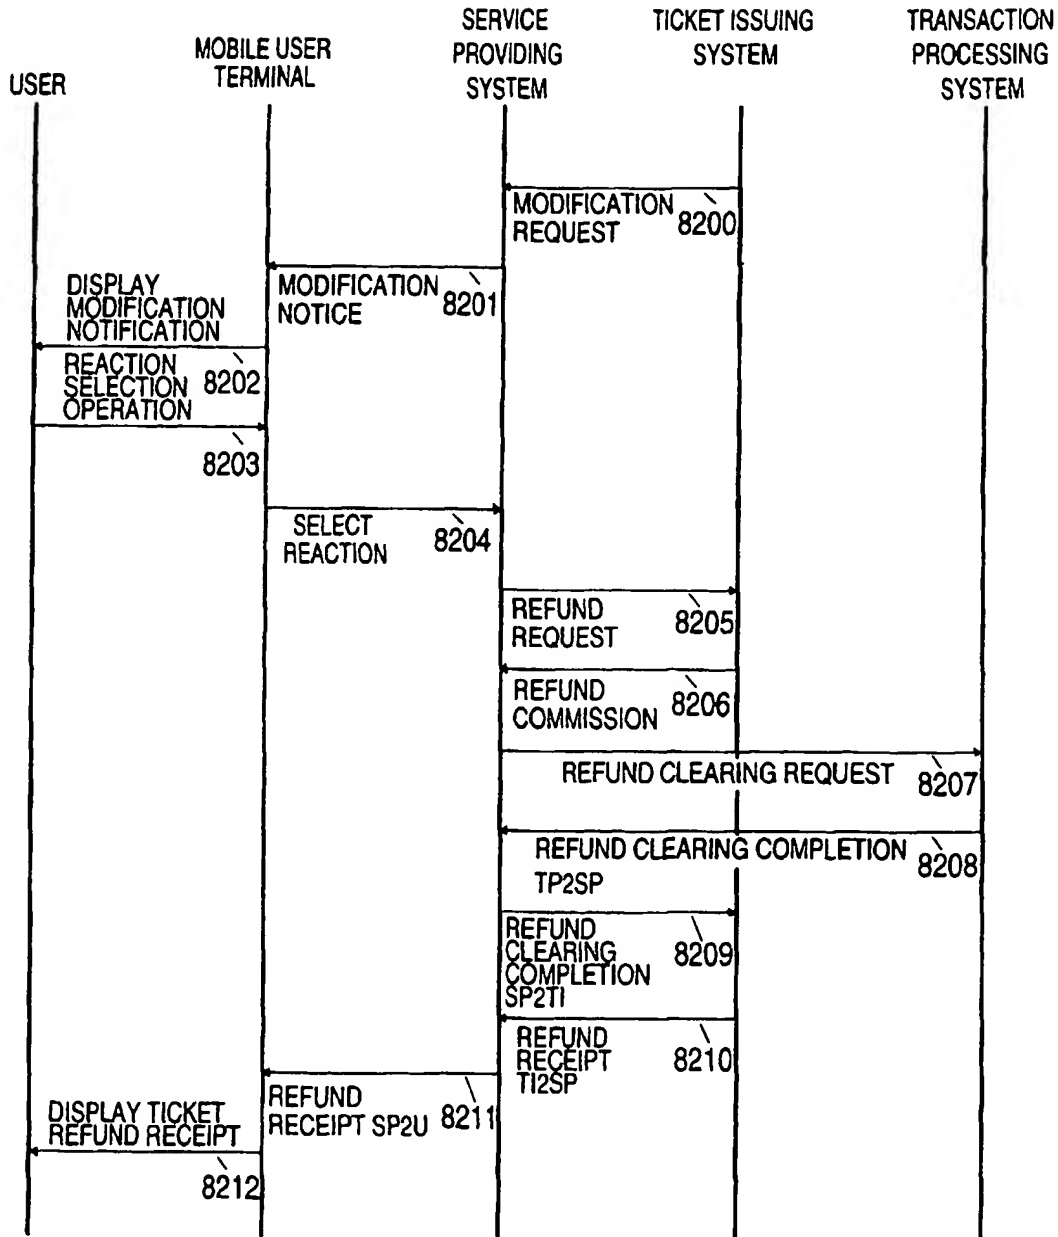 USER
MOBILE USER
TERMINAL
SERVICE
PROVIDING
SYSTEM
TICKET ISSUING
SYSTEM
TRANSACTION
PROCESSING
SYSTEM
MODIFICATION
REQUEST
8200
MODIFICATION
NOTICE
8201
DISPLAY
MODIFICATION
NOTIFICATION
8202
REACTION
SELECTION
OPERATION
8203
SELECT
REACTION
8204
REFUND
REQUEST
8205
REFUND
COMMISSION
8206
REFUND CLEARING REQUEST
8207
REFUND CLEARING COMPLETION
TP2SP
8208
REFUND
CLEARING
COMPLETION
SP2TI
8209
REFUND
RECEIPT
TI2SP
8210
REFUND
RECEIPT SP2U
8211
DISPLAY TICKET
REFUND RECEIPT
8212